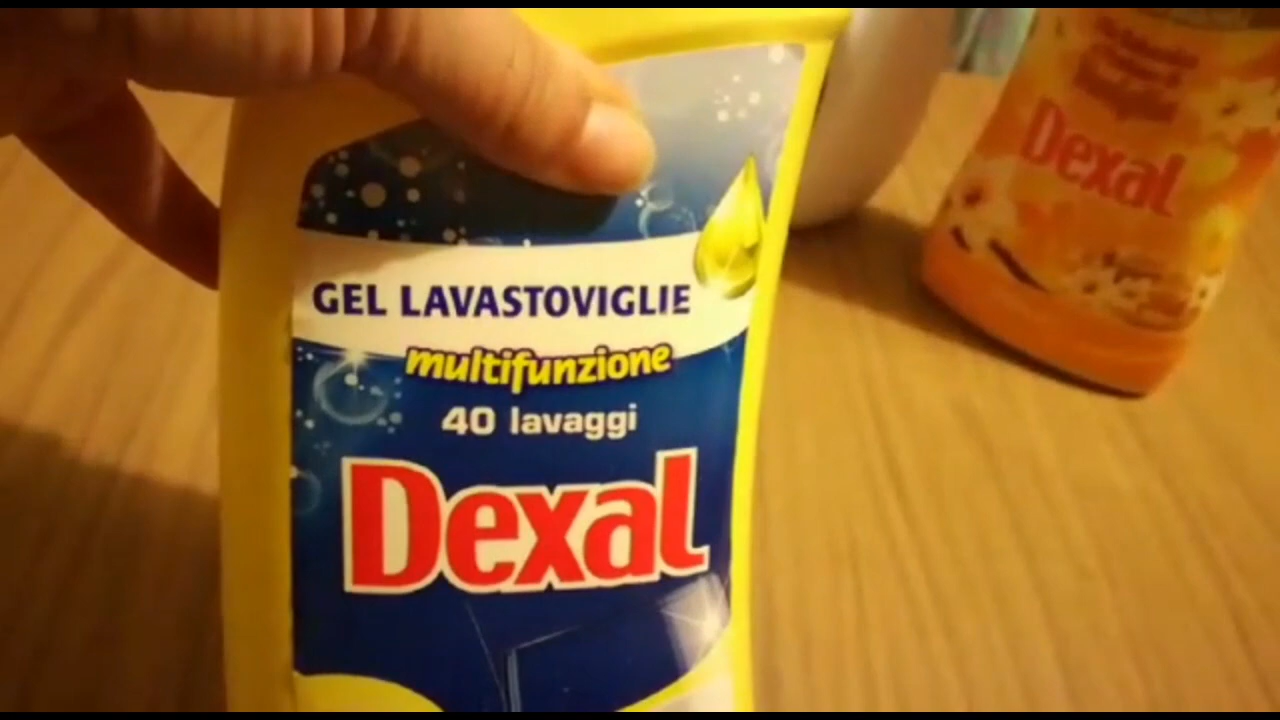 GEL LAVASTOVIGLIE
multifunzione
40 lavaggi
Dexal
Dexal